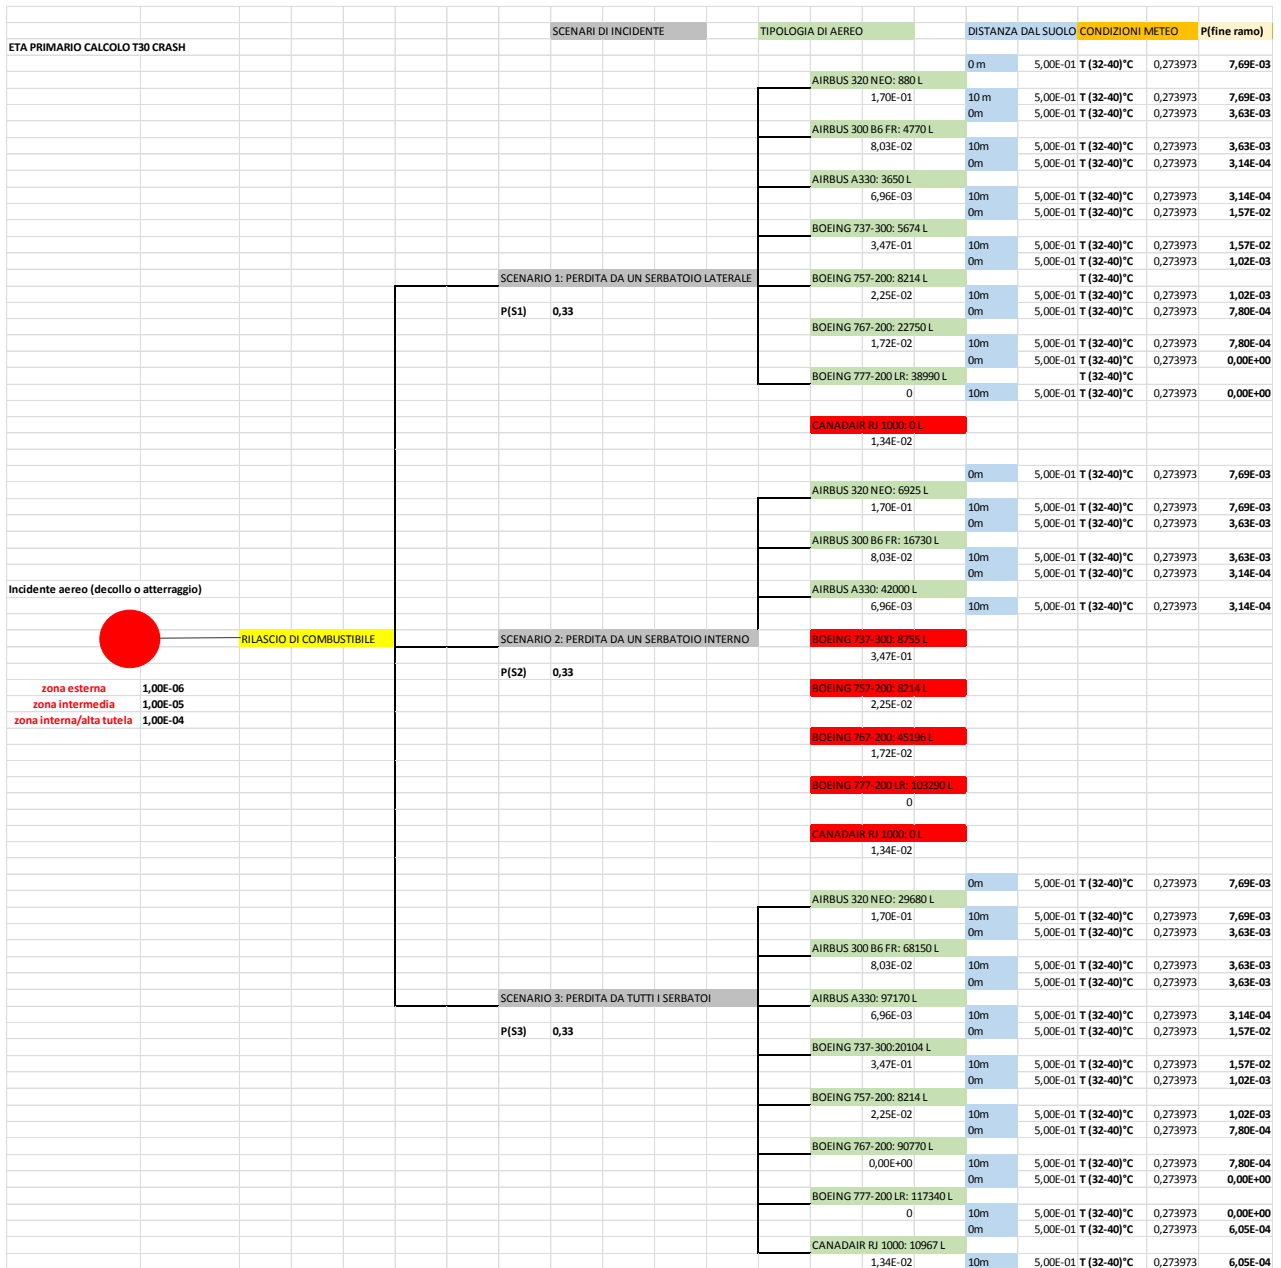 SCENARI DI INCIDENTE TIPOLOGIA DI AEREO DISTANZA DAL SUOLO CONDIZIONI METEO P(fine ramo)
ETA PRIMARIO CALCOLO T30 CRASH
0 m 5,00E-01 T (32-40)°C 0,273973 7,69E-03
AIRBUS 320 NEO: 880 L
1,70E-01 10 m 5,00E-01 T (32-40)°C 0,273973 7,69E-03
0m 5,00E-01 T (32-40)°C 0,273973 3,63E-03
AIRBUS 300 B6 FR: 4770 L
8,03E-02 10m 5,00E-01 T (32-40)°C 0,273973 3,63E-03
0m 5,00E-01 T (32-40)°C 0,273973 3,14E-04
AIRBUS A330: 3650 L
6,96E-03 10m 5,00E-01 T (32-40)°C 0,273973 3,14E-04
0m 5,00E-01 T (32-40)°C 0,273973 1,57E-02
BOEING 737-300: 5674 L
3,47E-01 10m 5,00E-01 T (32-40)°C 0,273973 1,57E-02
0m 5,00E-01 T (32-40)°C 0,273973 1,02E-03
SCENARIO 1: PERDITA DA UN SERBATOIO LATERALE BOEING 757-200: 8214 L T (32-40)°C
2,25E-02 10m 5,00E-01 T (32-40)°C 0,273973 1,02E-03
P(S1) 0,33 0m 5,00E-01 T (32-40)°C 0,273973 7,80E-04
BOEING 767-200: 22750 L
1,72E-02 10m 5,00E-01 T (32-40)°C 0,273973 7,80E-04
0m 5,00E-01 T (32-40)°C 0,273973 0,00E+00
BOEING 777-200 LR: 38990 L T (32-40)°C
0 10m 5,00E-01 T (32-40)°C 0,273973 0,00E+00
CANADAIR RJ 1000: 0 L
1,34E-02
0m 5,00E-01 T (32-40)°C 0,273973 7,69E-03
AIRBUS 320 NEO: 6925 L
1,70E-01 10m 5,00E-01 T (32-40)°C 0,273973 7,69E-03
0m 5,00E-01 T (32-40)°C 0,273973 3,63E-03
AIRBUS 300 B6 FR: 16730 L
8,03E-02 10m 5,00E-01 T (32-40)°C 0,273973 3,63E-03
0m 5,00E-01 T (32-40)°C 0,273973 3,14E-04
Incidente aereo (decollo o atterraggio) AIRBUS A330: 42000 L
6,96E-03 10m 5,00E-01 T (32-40)°C 0,273973 3,14E-04
RILASCIO DI COMBUSTIBILE SCENARIO 2: PERDITA DA UN SERBATOIO INTERNO BOEING 737-300: 8755 L
3,47E-01
P(S2) 0,33
zona esterna 1,00E-06 BOEING 757-200: 8214 L
zona intermedia 1,00E-05 2,25E-02
zona interna/alta tutela 1,00E-04
BOEING 767-200: 45196 L
1,72E-02
BOEING 777-200 LR: 103290 L
0
CANADAIR RJ 1000: 0 L
1,34E-02
0m 5,00E-01 T (32-40)°C 0,273973 7,69E-03
AIRBUS 320 NEO: 29680 L
1,70E-01 10m 5,00E-01 T (32-40)°C 0,273973 7,69E-03
0m 5,00E-01 T (32-40)°C 0,273973 3,63E-03
AIRBUS 300 B6 FR: 68150 L
8,03E-02 10m 5,00E-01 T (32-40)°C 0,273973 3,63E-03
0m 5,00E-01 T (32-40)°C 0,273973 3,63E-03
SCENARIO 3: PERDITA DA TUTTI I SERBATOI AIRBUS A330: 97170 L
6,96E-03 10m 5,00E-01 T (32-40)°C 0,273973 3,14E-04
P(S3) 0,33 0m 5,00E-01 T (32-40)°C 0,273973 1,57E-02
BOEING 737-300:20104 L
3,47E-01 10m 5,00E-01 T (32-40)°C 0,273973 1,57E-02
0m 5,00E-01 T (32-40)°C 0,273973 1,02E-03
BOEING 757-200: 8214 L
2,25E-02 10m 5,00E-01 T (32-40)°C 0,273973 1,02E-03
0m 5,00E-01 T (32-40)°C 0,273973 7,80E-04
BOEING 767-200: 90770 L
0,00E+00 10m 5,00E-01 T (32-40)°C 0,273973 7,80E-04
0m 5,00E-01 T (32-40)°C 0,273973 0,00E+00
BOEING 777-200 LR: 117340 L
0 10m 5,00E-01 T (32-40)°C 0,273973 0,00E+00
0m 5,00E-01 T (32-40)°C 0,273973 6,05E-04
CANADAIR RJ 1000: 10967 L
1,34E-02 10m 5,00E-01 T (32-40)°C 0,273973 6,05E-04